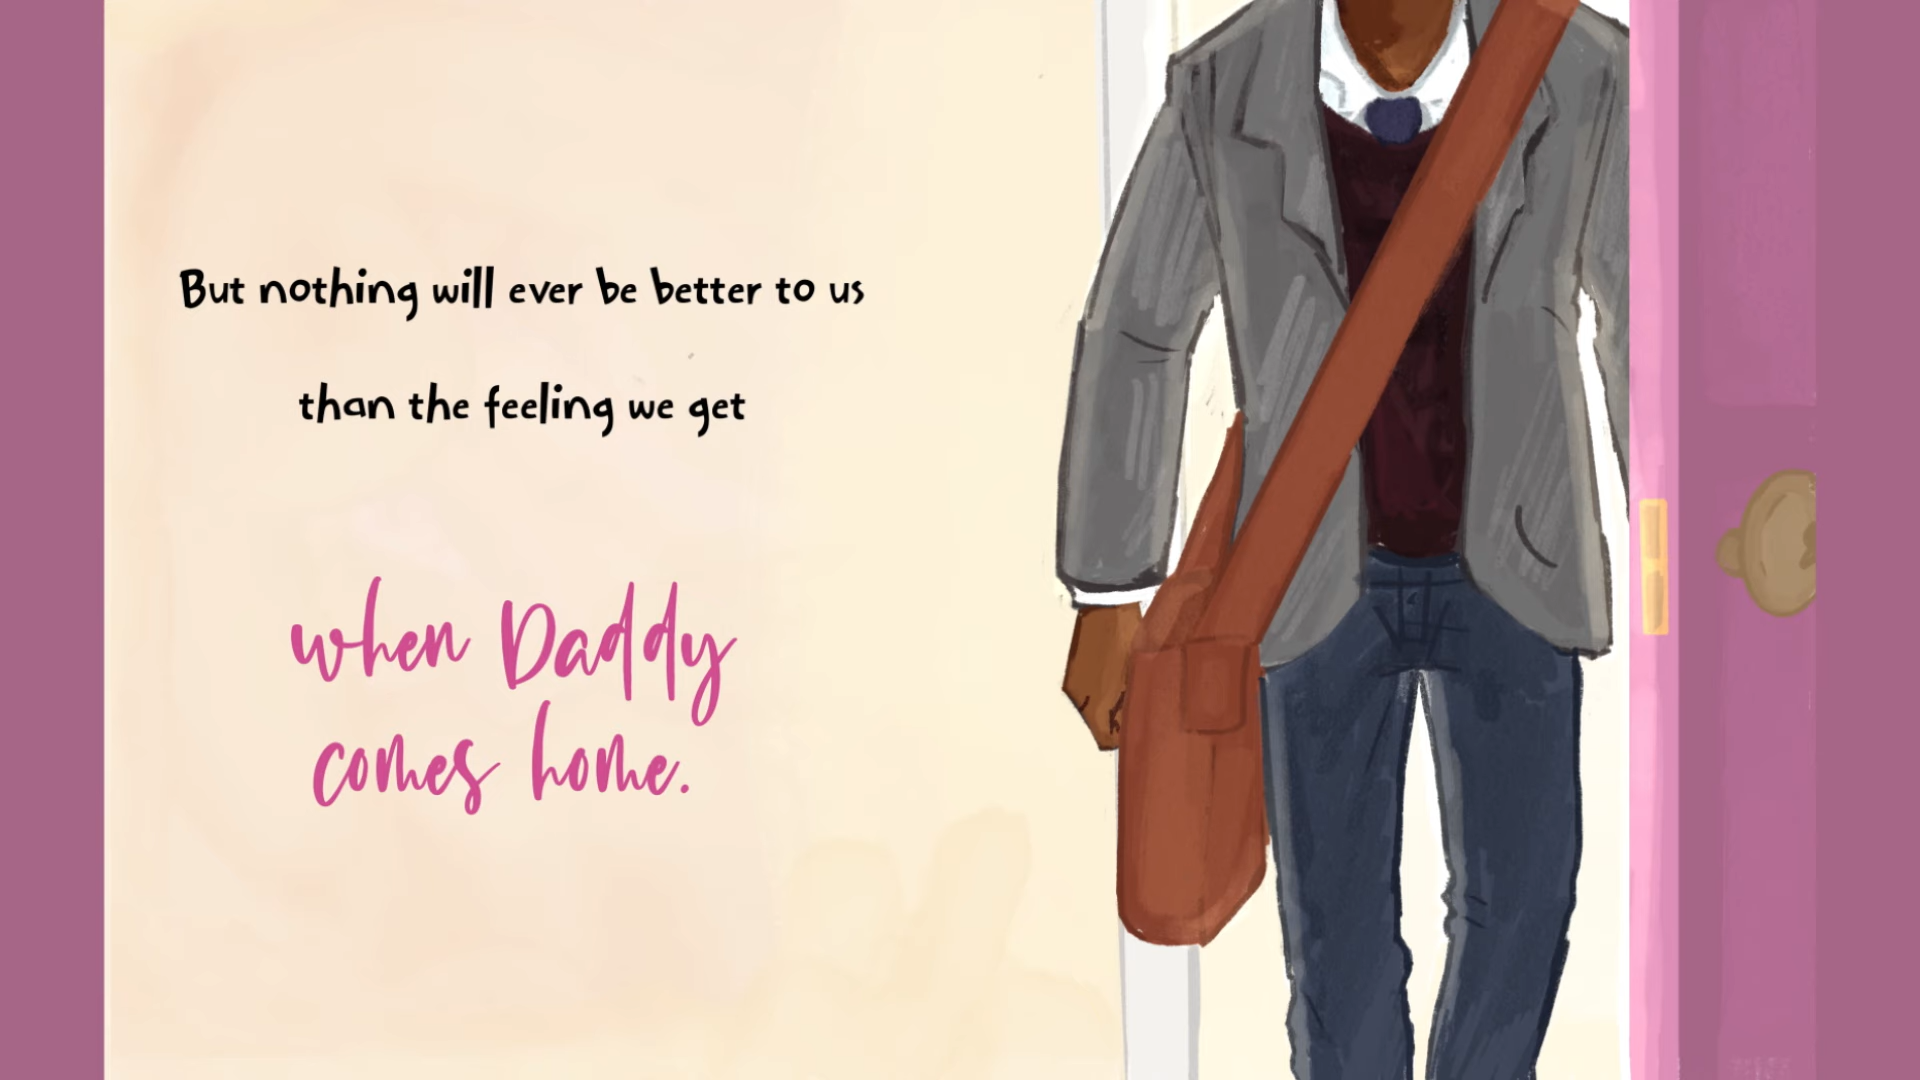 But nothing will ever be better to us
than the feeling we get
when Daddy
comes home.